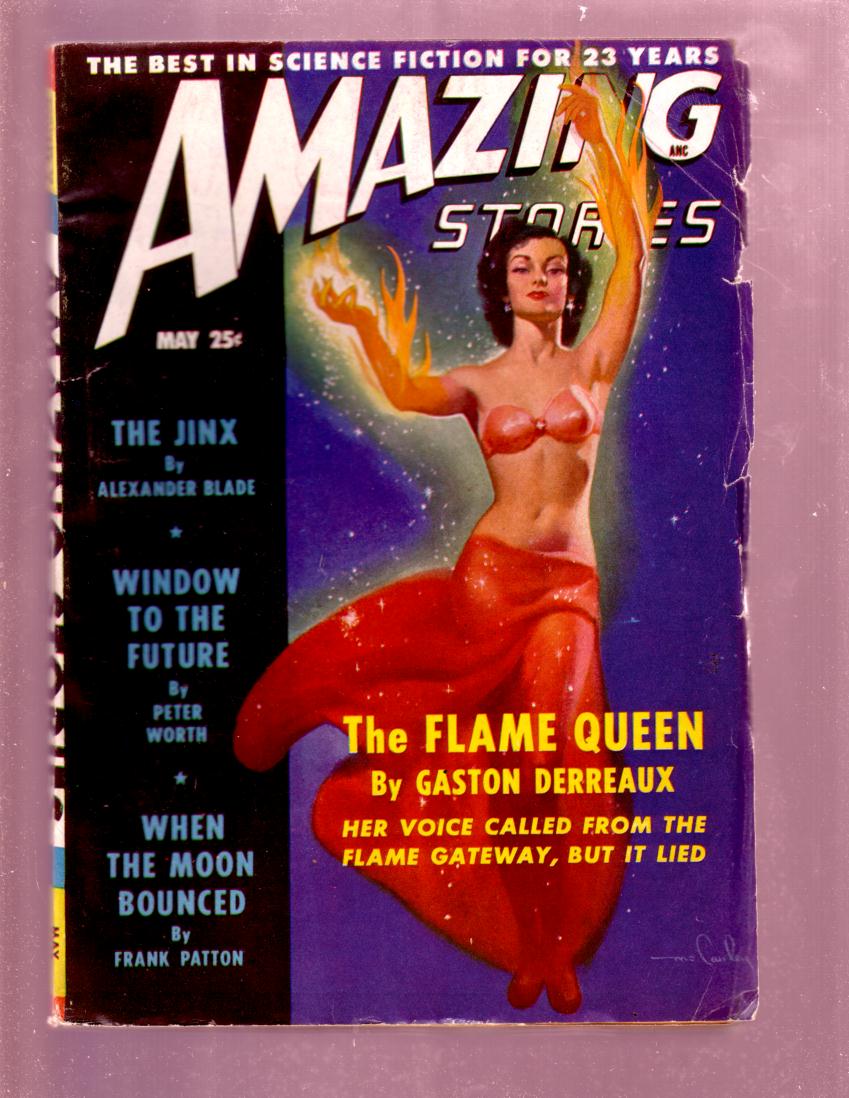 THE BEST IN SCIENCE FICTION FOR 23 YEARS
AMAZING
ANC
STORIES
MAY 25¢
THE JINX
By
ALEXANDER BLADE
★
WINDOW
TO THE
FUTURE
By
PETER
WORTH
★
WHEN
THE MOON
BOUNCED
By
FRANK PATTON
The FLAME QUEEN
By GASTON DERREAUX
HER VOICE CALLED FROM THE
FLAME GATEWAY, BUT IT LIED
MAY